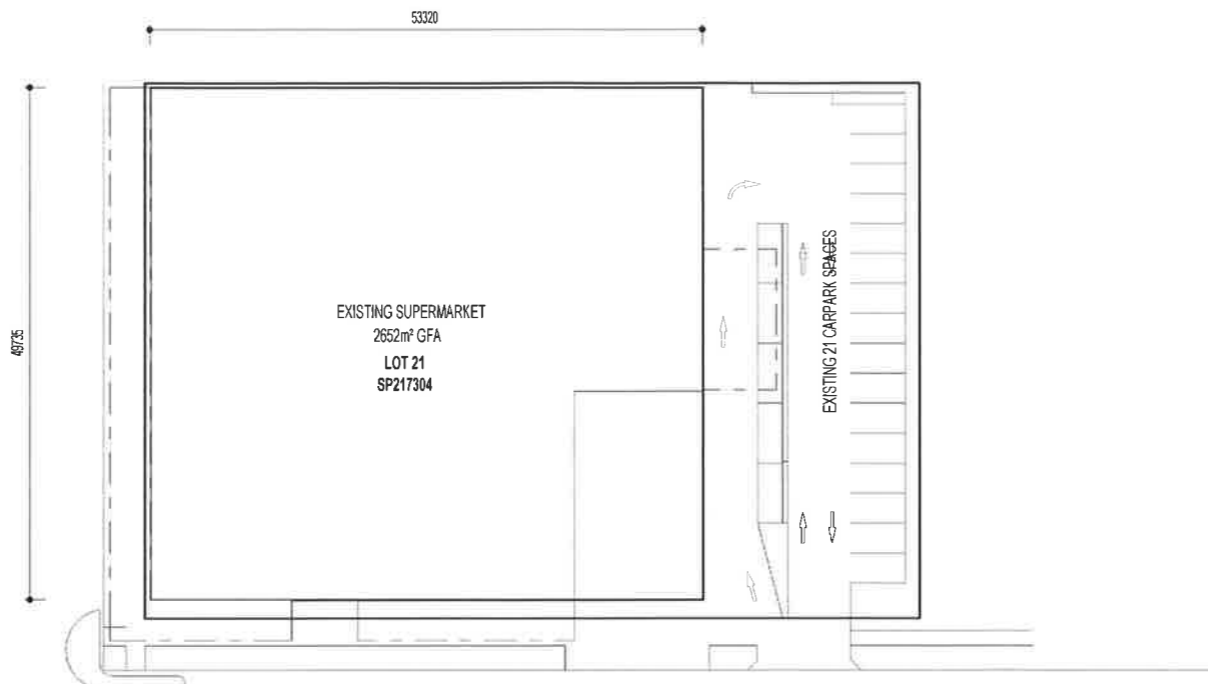 53320
49735
EXISTING SUPERMARKET
2652m² GFA
LOT 21
SP217304
EXISTING 21 CARPARK SPACES